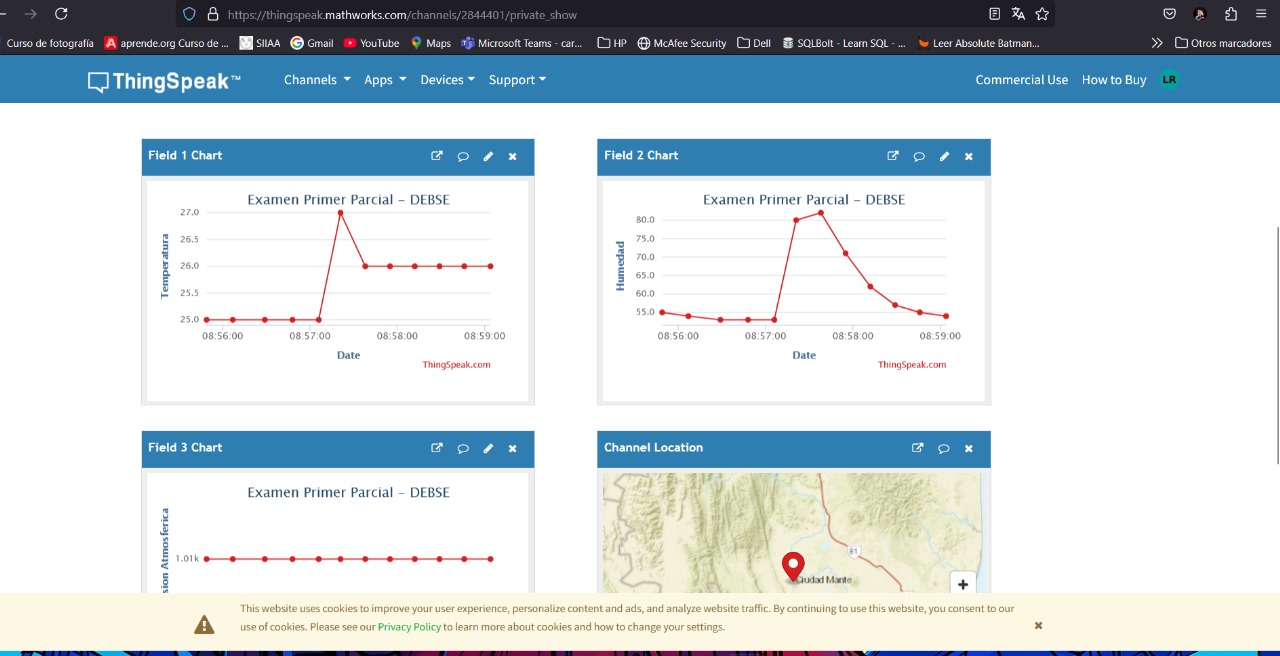 https://thingspeak.mathworks.com/channels/2844401/private_show
Curso de fotografía
aprende.org Curso de ...
SIIAA
Gmail
YouTube
Maps
Microsoft Teams - car...
HP
McAfee Security
Dell
SQLBolt - Learn SQL - ...
Leer Absolute Batman...
Otros marcadores
ThingSpeak™
Channels
Apps
Devices
Support
Commercial Use
How to Buy
LR
Field 1 Chart
Examen Primer Parcial – DEBSE
Temperatura
27.0
26.5
26.0
25.5
25.0
08:56:00
08:57:00
08:58:00
08:59:00
Date
ThingSpeak.com
Field 2 Chart
Examen Primer Parcial – DEBSE
Humedad
80.0
75.0
70.0
65.0
60.0
55.0
08:56:00
08:57:00
08:58:00
08:59:00
Date
ThingSpeak.com
Field 3 Chart
Examen Primer Parcial – DEBSE
sion Atmosferica
1.01k
Channel Location
81
Ciudad Mante
+
This website uses cookies to improve your user experience, personalize content and ads, and analyze website traffic. By continuing to use this website, you consent to our
use of cookies. Please see our Privacy Policy to learn more about cookies and how to change your settings.